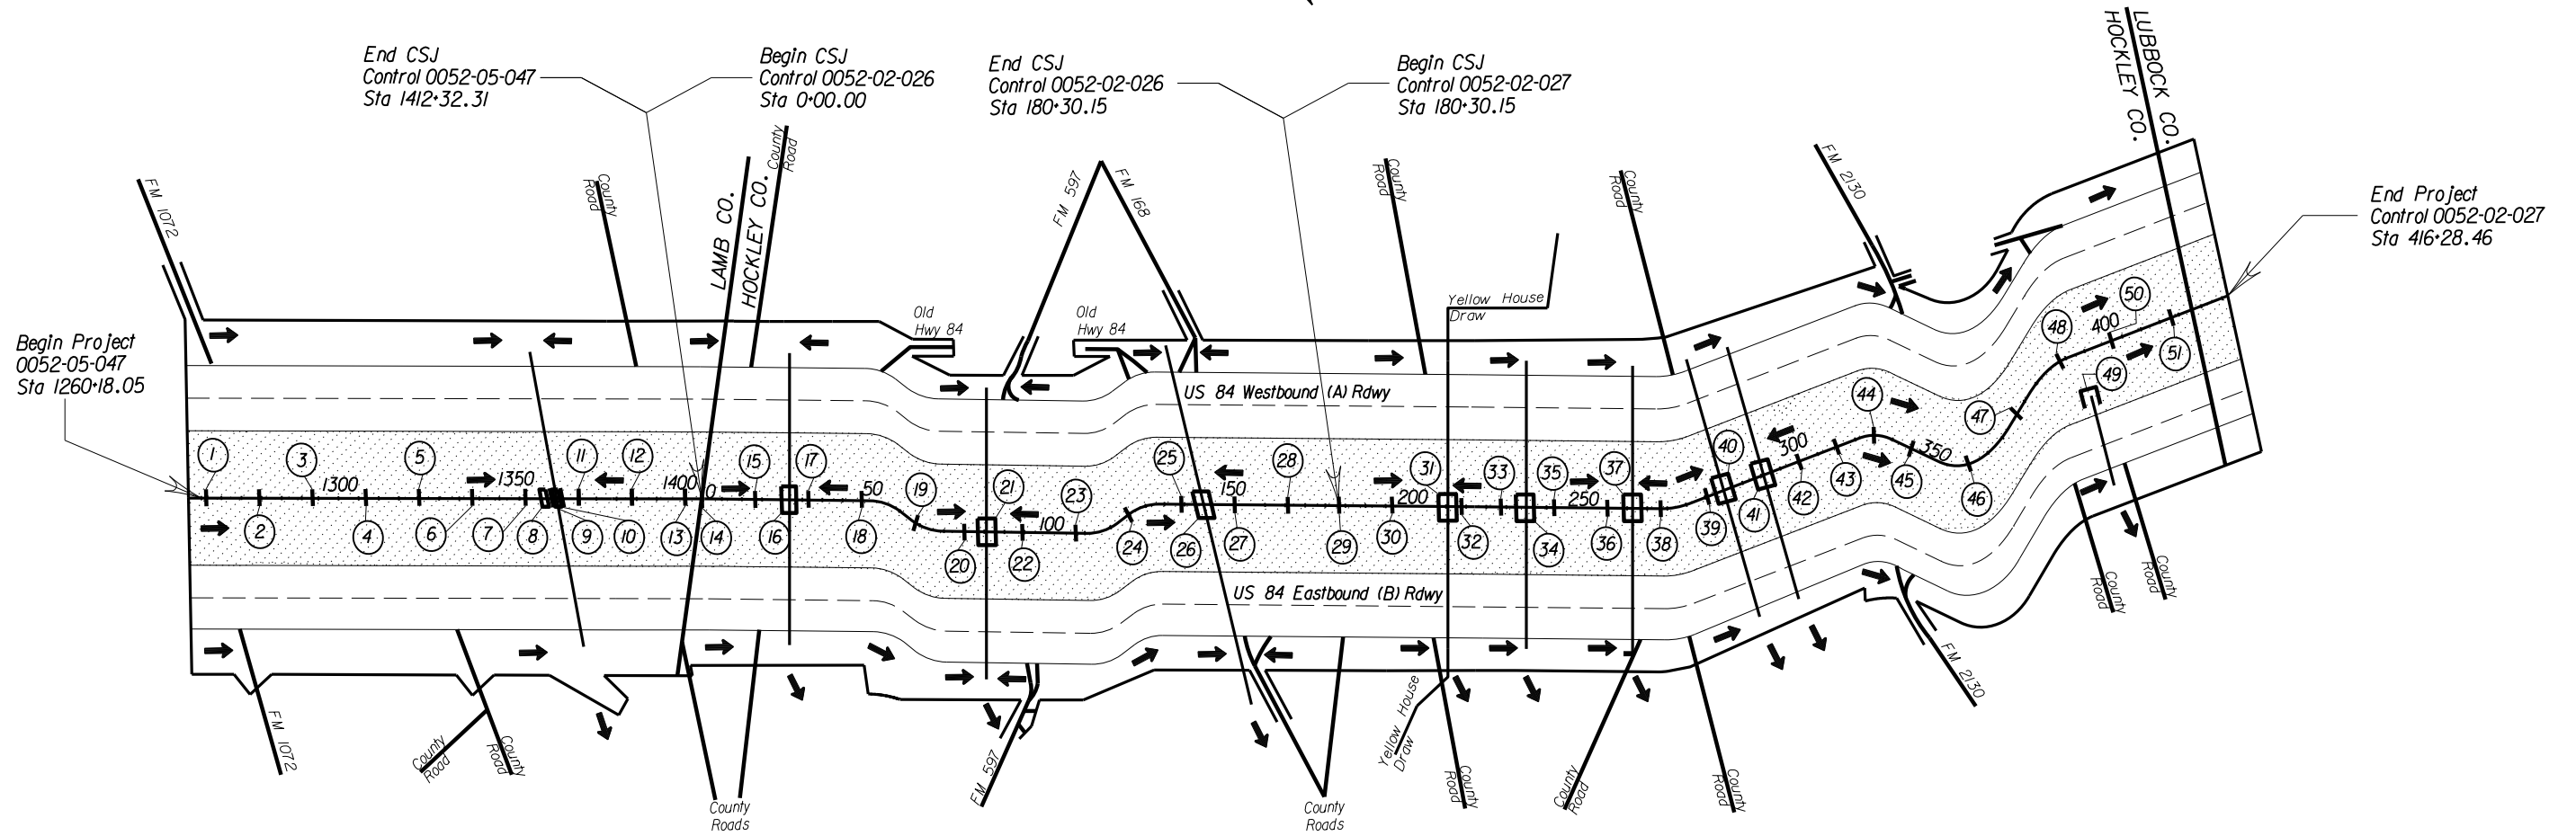 End CSJ
Control 0052-05-047
Sta 1412+32.31
Begin CSJ
Control 0052-02-026
Sta 0+00.00
End CSJ
Control 0052-02-026
Sta 180+30.15
Begin CSJ
Control 0052-02-027
Sta 180+30.15
LUBBOCK CO.
HOCKLEY CO.
End Project
Control 0052-02-027
Sta 416+28.46
FM 1072
County
Road
LAMB CO.
HOCKLEY CO.
County
Road
FM 597
FM 168
County
Road
County
Road
FM 2130
Begin Project
0052-05-047
Sta 1260+18.05
Old
Hwy 84
Old
Hwy 84
Yellow House
Draw
US 84 Westbound (A) Rdwy
1
2
3
1300
4
5
6
7
1350
8
9
10
11
12
13
1400
0
14
15
16
17
18
50
19
20
21
22
100
23
24
25
26
27
150
28
29
30
200
31
32
33
34
35
250
36
37
38
39
40
41
300
42
43
44
45
350
46
47
48
49
400
50
51
US 84 Eastbound (B) Rdwy
FM 1072
County
Road
County
Road
County
Roads
FM 597
County
Roads
Yellow House
Draw
County
Road
County
Road
County
Road
FM 2130
County
Road
County
Road